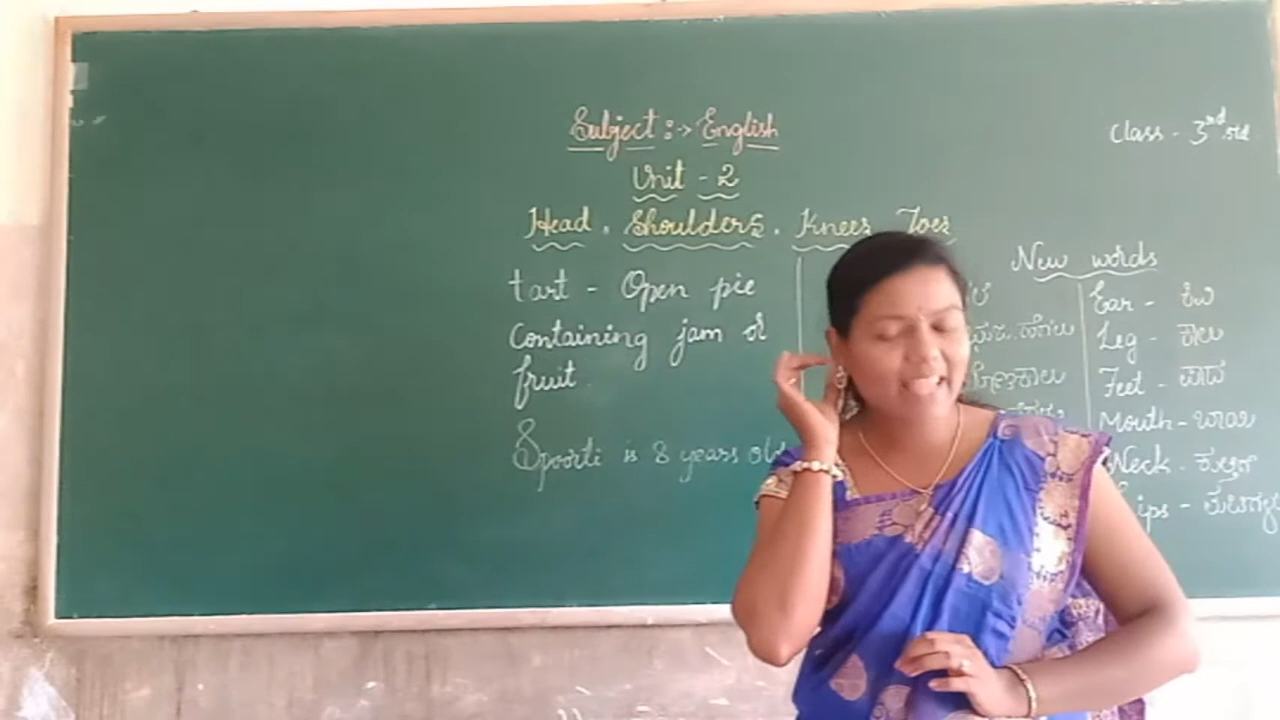 Subject :-> English
Class - 3rd std
Unit - 2
Head, Shoulders, Knees, Toes
New words
tart - Open pie
containing jam or
fruit.
Spoorti is 8 years old
Ear - ಕಿವಿ
Leg - ಕಾಲು
Feet - ಪಾದ
Mouth - ಬಾಯಿ
Neck - ಕುತ್ತಿಗೆ
ips - ತುಟಿಗಳು